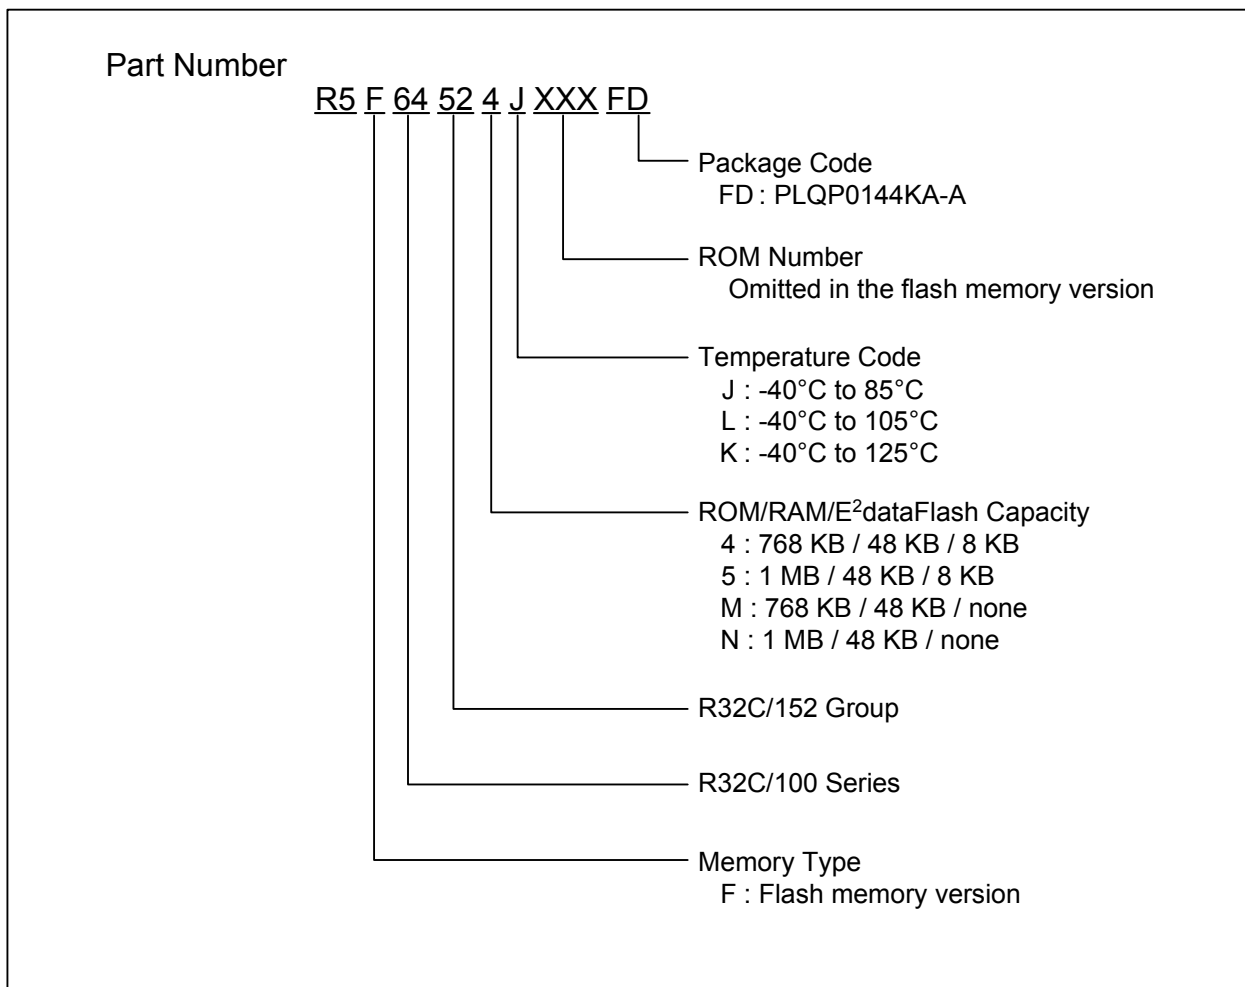 Part Number
R5 F 64 52 4 J XXX FD
Package Code
FD : PLQP0144KA-A
ROM Number
Omitted in the flash memory version
Temperature Code
J : -40°C to 85°C
L : -40°C to 105°C
K : -40°C to 125°C
ROM/RAM/E²dataFlash Capacity
4 : 768 KB / 48 KB / 8 KB
5 : 1 MB / 48 KB / 8 KB
M : 768 KB / 48 KB / none
N : 1 MB / 48 KB / none
R32C/152 Group
R32C/100 Series
Memory Type
F : Flash memory version